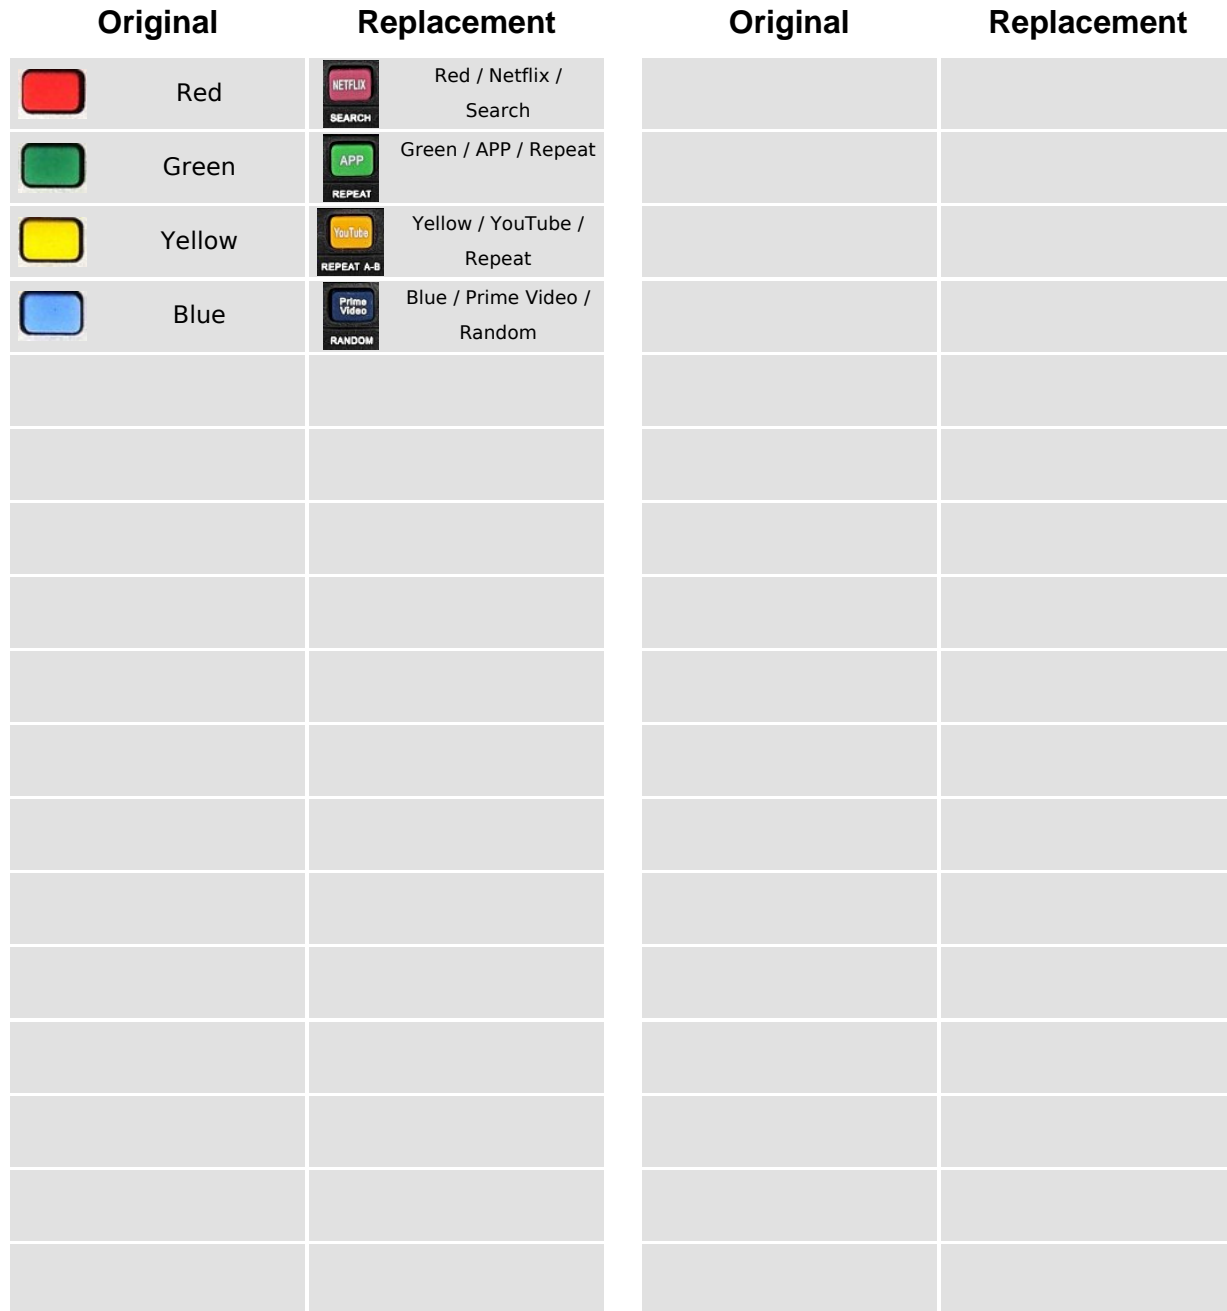 Original Replacement Original Replacement
Red
NETFLIX
SEARCH
Red / Netflix /
Search
Green
APP
REPEAT
Green / APP / Repeat
Yellow
YouTube
REPEAT A-B
Yellow / YouTube /
Repeat
Blue
Prime
Video
RANDOM
Blue / Prime Video /
Random